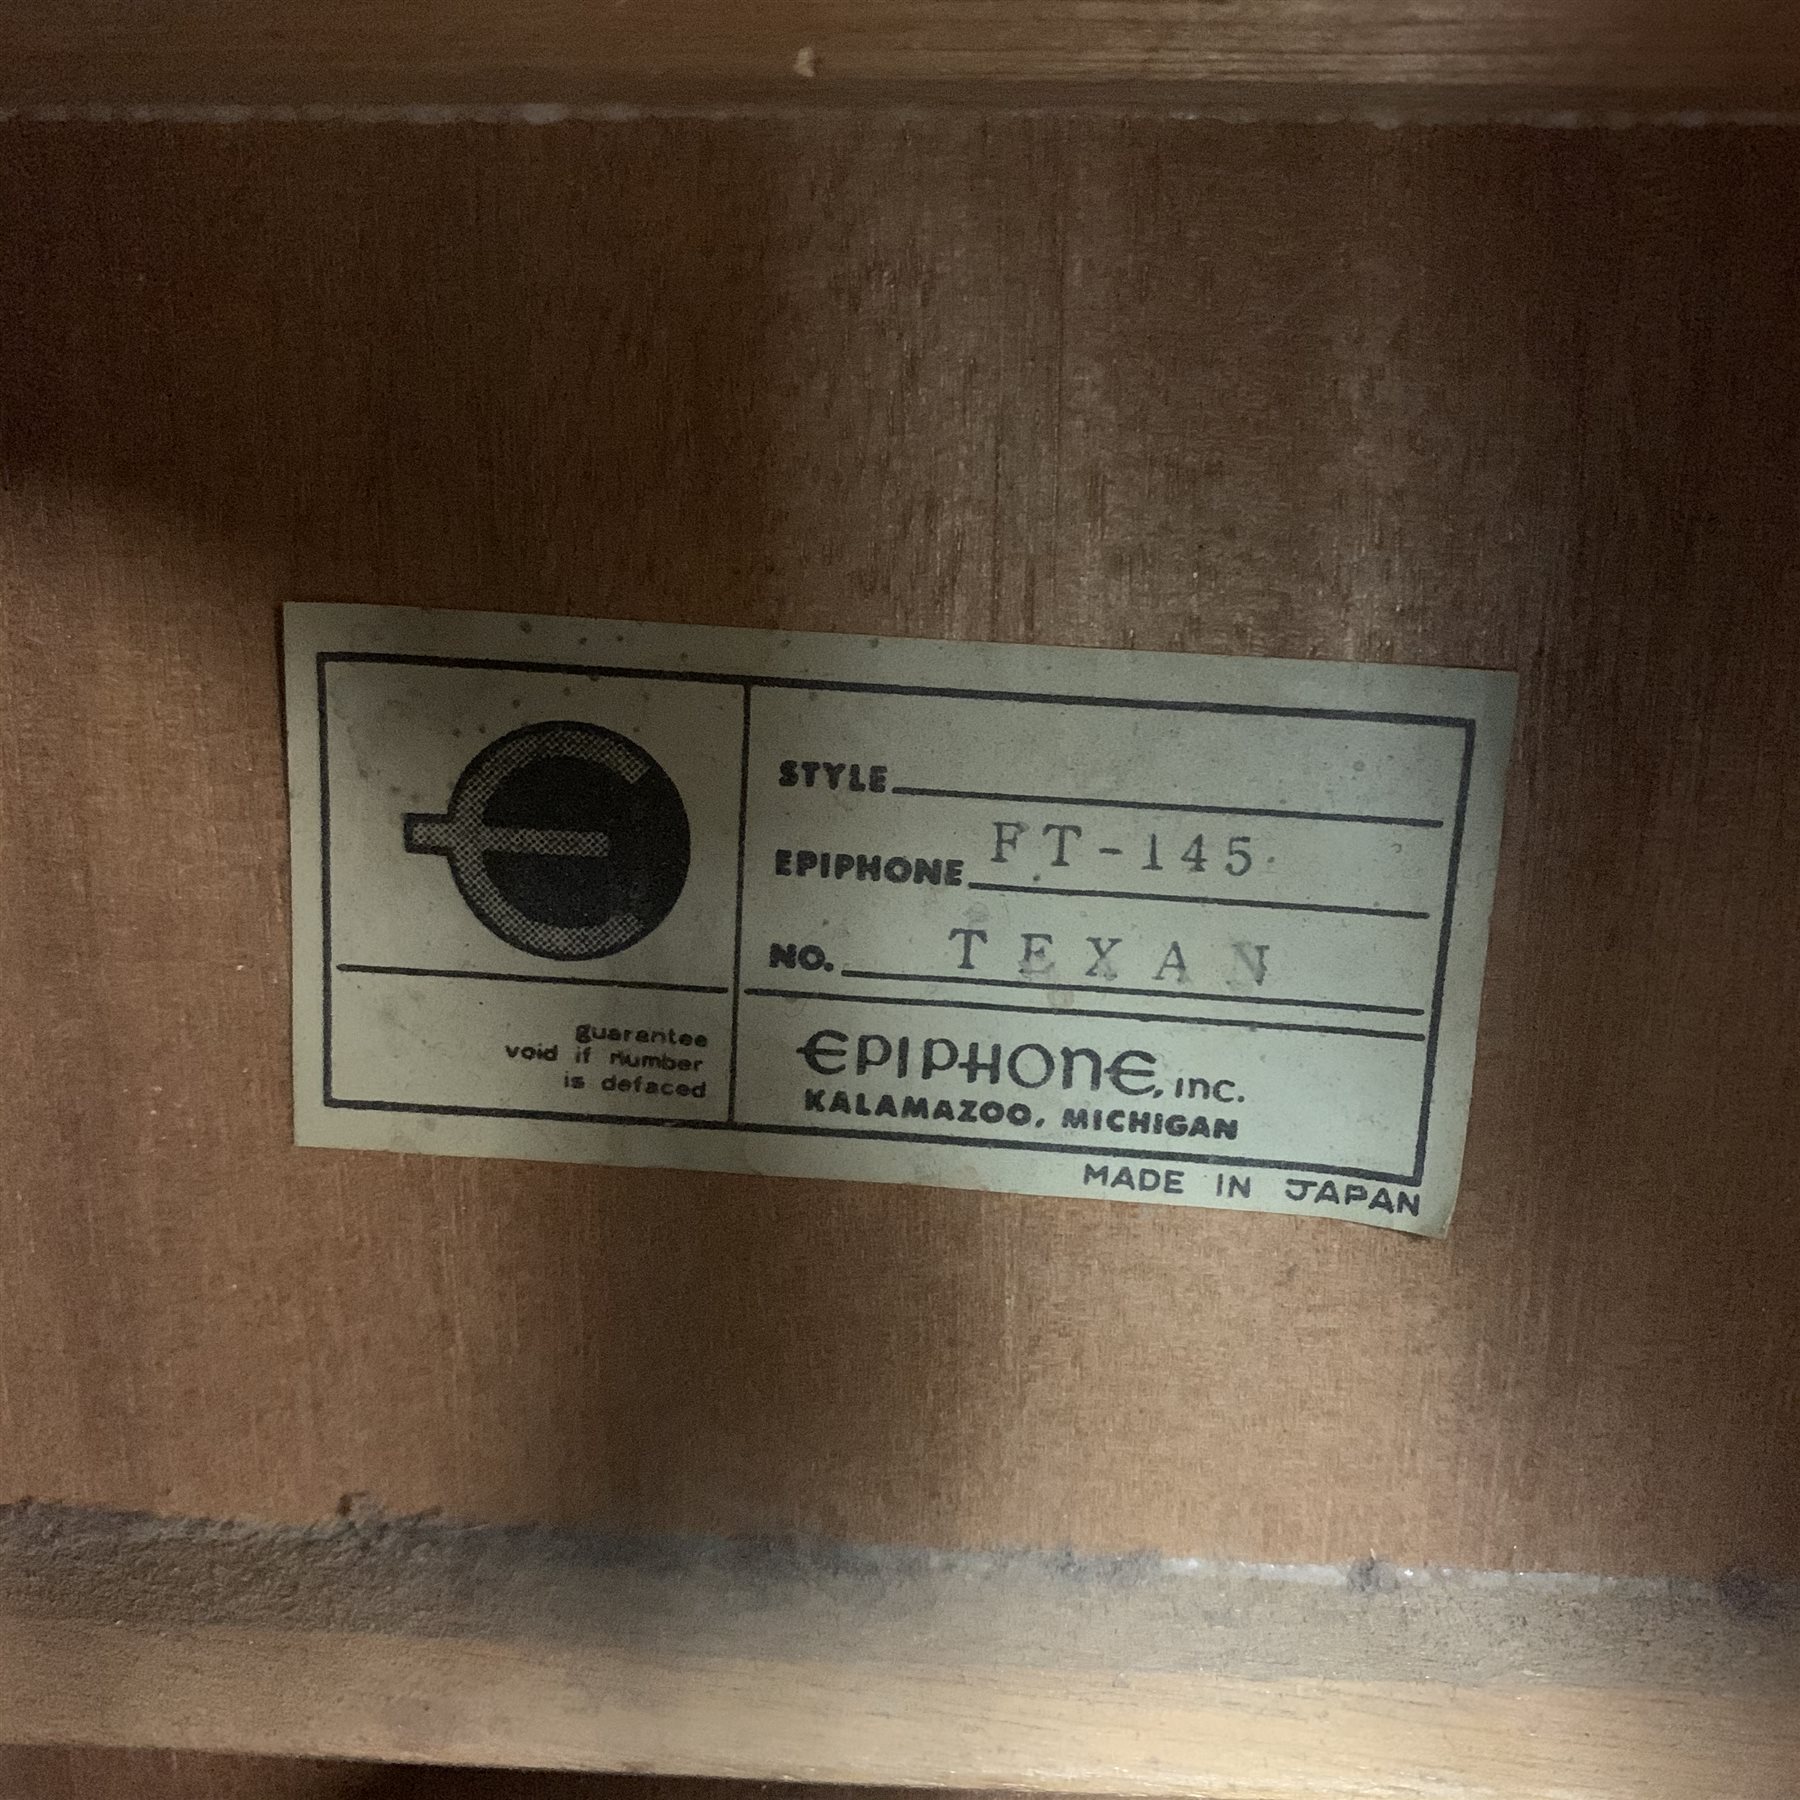 STYLE
EPIPHONE FT-145
NO. TEXAN
guarantee
void if number
is defaced
EPIPHONE, inc.
KALAMAZOO, MICHIGAN
MADE IN JAPAN